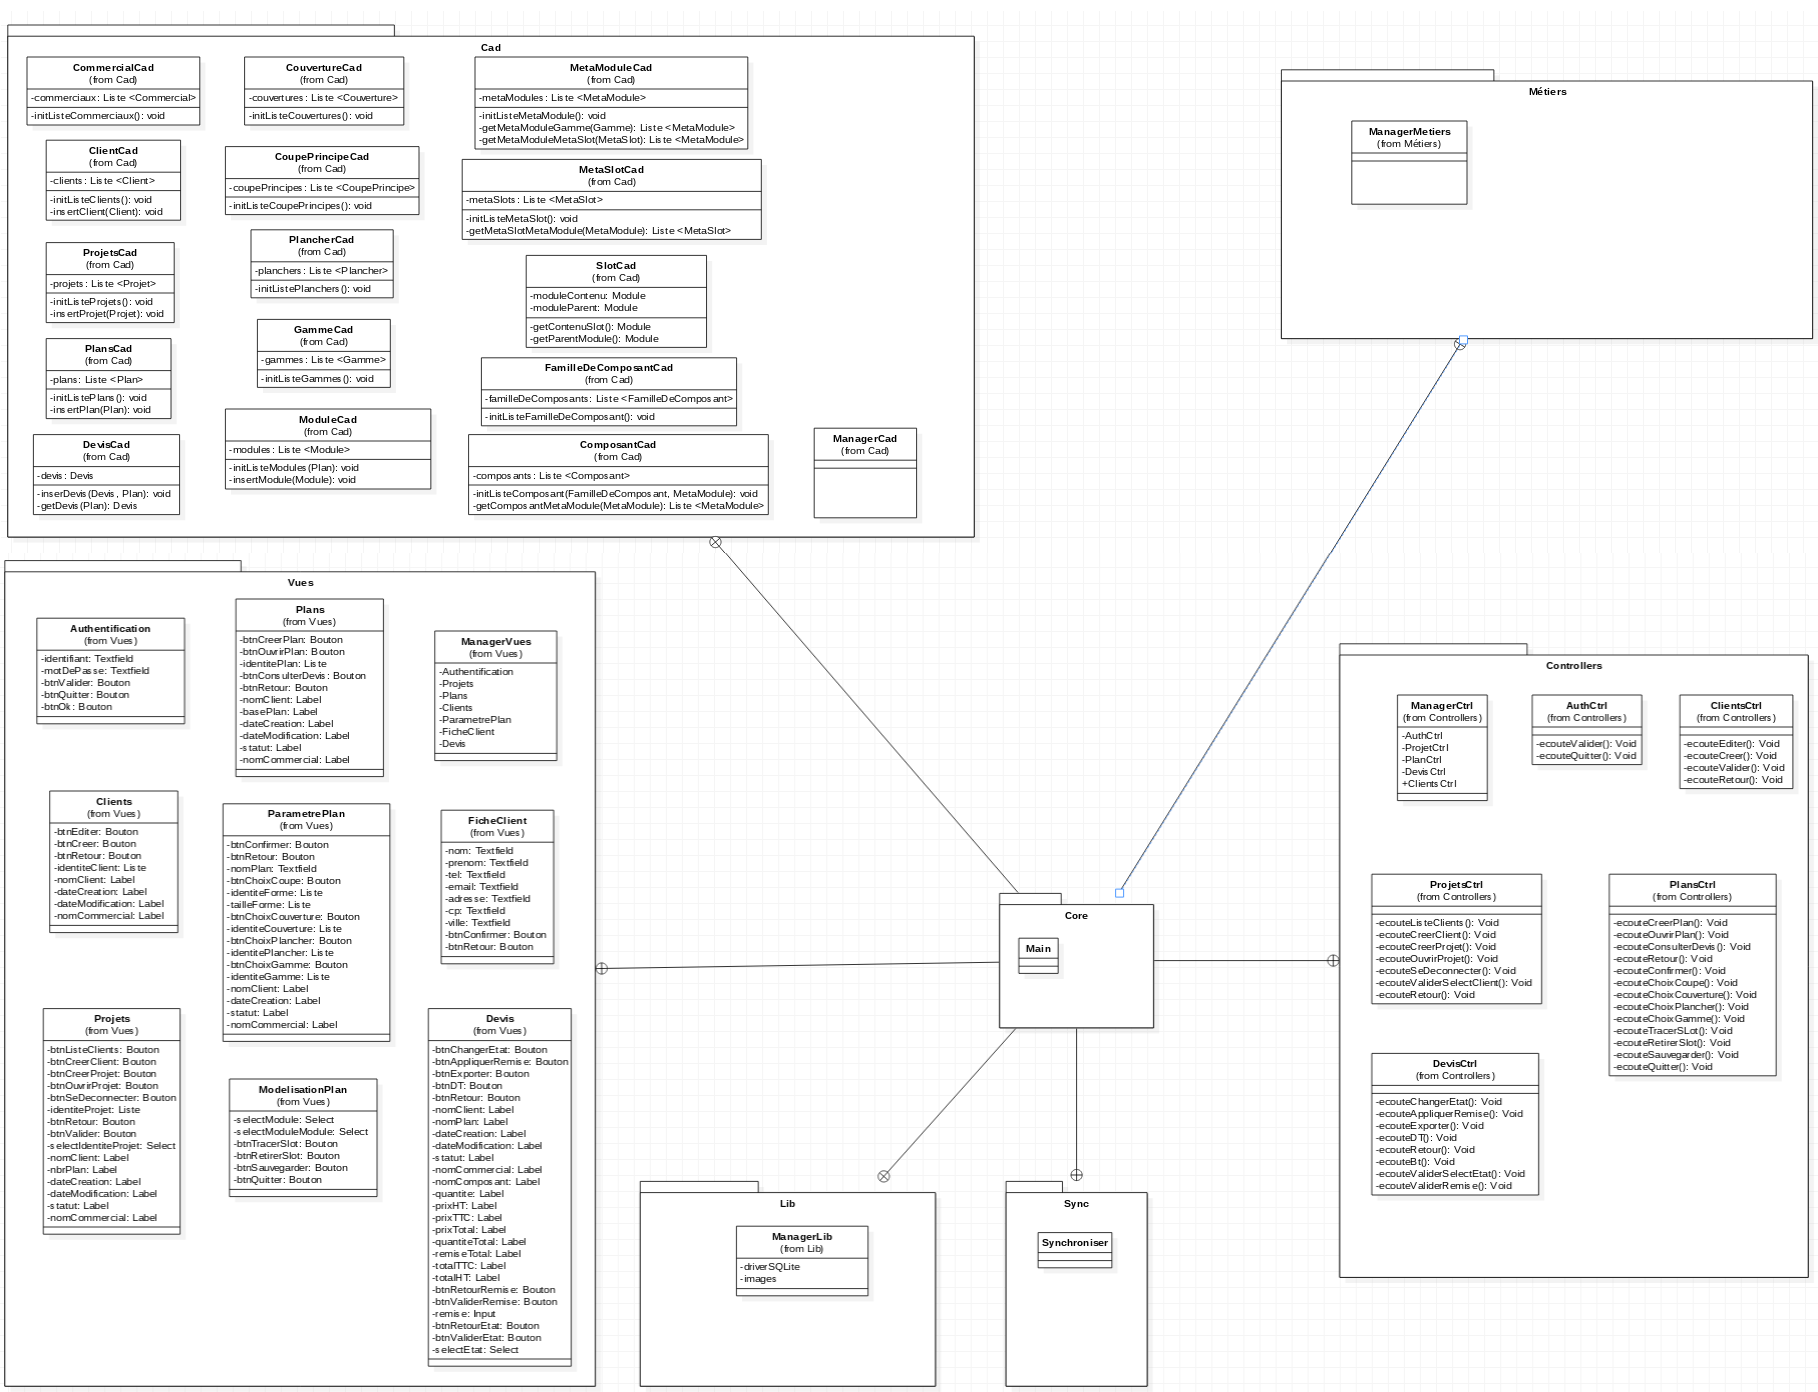 Cad
CommercialCad
(from Cad)
-commerciaux: Liste <Commercial>
-initListeCommerciaux(): void
ClientCad
(from Cad)
-clients: Liste <Client>
-initListeClients(): void
-insertClient(Client): void
ProjetsCad
(from Cad)
-projets: Liste <Projet>
-initListeProjets(): void
-insertProjet(Projet): void
PlansCad
(from Cad)
-plans: Liste <Plan>
-initListePlans(): void
-insertPlan(Plan): void
DevisCad
(from Cad)
-devis: Devis
-inserDevis(Devis, Plan): void
-getDevis(Plan): Devis
CouvertureCad
(from Cad)
-couvertures: Liste <Couverture>
-initListeCouvertures(): void
CoupePrincipeCad
(from Cad)
-coupePrincipes: Liste <CoupePrincipe>
-initListeCoupePrincipes(): void
PlancherCad
(from Cad)
-planchers: Liste <Plancher>
-initListePlanchers(): void
GammeCad
(from Cad)
-gammes: Liste <Gamme>
-initListeGammes(): void
ModuleCad
(from Cad)
-modules: Liste <Module>
-initListeModules(Plan): void
-insertModule(Module): void
MetaModuleCad
(from Cad)
-metaModules: Liste <MetaModule>
-initListeMetaModule(): void
-getMetaModuleGamme(Gamme): Liste <MetaModule>
-getMetaModuleMetaSlot(MetaSlot): Liste <MetaModule>
MetaSlotCad
(from Cad)
-metaSlots: Liste <MetaSlot>
-initListeMetaSlot(): void
-getMetaSlotMetaModule(MetaModule): Liste <MetaSlot>
SlotCad
(from Cad)
-moduleContenu: Module
-moduleParent: Module
-getContenuSlot(): Module
-getParentModule(): Module
FamilleDeComposantCad
(from Cad)
-familleDeComposants: Liste <FamilleDeComposant>
-initListeFamilleDeComposant(): void
ComposantCad
(from Cad)
-composants: Liste <Composant>
-initListeComposant(FamilleDeComposant, MetaModule): void
-getComposantMetaModule(MetaModule): Liste <MetaModule>
ManagerCad
(from Cad)
Métiers
ManagerMetiers
(from Métiers)
Vues
Authentification
(from Vues)
-identifiant: Textfield
-motDePasse: Textfield
-btnValider: Bouton
-btnQuitter: Bouton
-btnOk: Bouton
Plans
(from Vues)
-btnCreerPlan: Bouton
-btnOuvrirPlan: Bouton
-identitePlan: Liste
-btnConsulterDevis: Bouton
-btnRetour: Bouton
-nomClient: Label
-basePlan: Label
-dateCreation: Label
-dateModification: Label
-statut: Label
-nomCommercial: Label
ManagerVues
(from Vues)
-Authentification
-Projets
-Plans
-Clients
-ParametrePlan
-FicheClient
-Devis
Clients
(from Vues)
-btnEditer: Bouton
-btnCreer: Bouton
-btnRetour: Bouton
-identiteClient: Liste
-nomClient: Label
-dateCreation: Label
-dateModification: Label
-nomCommercial: Label
ParametrePlan
(from Vues)
-btnConfirmer: Bouton
-btnRetour: Bouton
-nomPlan: Textfield
-btnChoixCoupe: Bouton
-identiteForme: Liste
-tailleForme: Liste
-btnChoixCouverture: Bouton
-identiteCouverture: Liste
-btnChoixPlancher: Bouton
-identitePlancher: Liste
-btnChoixGamme: Bouton
-identiteGamme: Liste
-nomClient: Label
-dateCreation: Label
-statut: Label
-nomCommercial: Label
FicheClient
(from Vues)
-nom: Textfield
-prenom: Textfield
-tel: Textfield
-email: Textfield
-adresse: Textfield
-cp: Textfield
-ville: Textfield
-btnConfirmer: Bouton
-btnRetour: Bouton
Projets
(from Vues)
-btnListeClients: Bouton
-btnCreerClient: Bouton
-btnCreerProjet: Bouton
-btnOuvrirProjet: Bouton
-btnSeDeconnecter: Bouton
-identiteProjet: Liste
-btnRetour: Bouton
-btnValider: Bouton
-selectIdentiteProjet: Select
-nomClient: Label
-nbrPlan: Label
-dateCreation: Label
-dateModification: Label
-statut: Label
-nomCommercial: Label
ModelisationPlan
(from Vues)
-selectModule: Select
-selectModuleModule: Select
-btnTracerSlot: Bouton
-btnRetirerSlot: Bouton
-btnSauvegarder: Bouton
-btnQuitter: Bouton
Devis
(from Vues)
-btnChangerEtat: Bouton
-btnAppliquerRemise: Bouton
-btnExporter: Bouton
-btnDT: Bouton
-btnRetour: Bouton
-nomClient: Label
-nomPlan: Label
-dateCreation: Label
-dateModification: Label
-statut: Label
-nomCommercial: Label
-nomComposant: Label
-quantite: Label
-prixHT: Label
-prixTTC: Label
-prixTotal: Label
-quantiteTotal: Label
-remiseTotal: Label
-totalTTC: Label
-totalHT: Label
-btnRetourRemise: Bouton
-btnValiderRemise: Bouton
-remise: Input
-btnRetourEtat: Bouton
-btnValiderEtat: Bouton
-selectEtat: Select
Core
Main
Lib
ManagerLib
(from Lib)
-driverSQLite
-images
Sync
Synchroniser
Controllers
ManagerCtrl
(from Controllers)
-AuthCtrl
-ProjetCtrl
-PlanCtrl
-DevisCtrl
+ClientsCtrl
AuthCtrl
(from Controllers)
-ecouteValider(): Void
-ecouteQuitter(): Void
ClientsCtrl
(from Controllers)
-ecouteEditer(): Void
-ecouteCreer(): Void
-ecouteValider(): Void
-ecouteRetour(): Void
ProjetsCtrl
(from Controllers)
-ecouteListeClients(): Void
-ecouteCreerClient(): Void
-ecouteCreerProjet(): Void
-ecouteOuvrirProjet(): Void
-ecouteSeDeconnecter(): Void
-ecouteValiderSelectClient(): Void
-ecouteRetour(): Void
PlansCtrl
(from Controllers)
-ecouteCreerPlan(): Void
-ecouteOuvrirPlan(): Void
-ecouteConsulterDevis(): Void
-ecouteRetour(): Void
-ecouteConfirmer(): Void
-ecouteChoixCoupe(): Void
-ecouteChoixCouverture(): Void
-ecouteChoixPlancher(): Void
-ecouteChoixGamme(): Void
-ecouteTracerSLot(): Void
-ecouteRetirerSlot(): Void
-ecouteSauvegarder(): Void
-ecouteQuitter(): Void
DevisCtrl
(from Controllers)
-ecouteChangerEtat(): Void
-ecouteAppliquerRemise(): Void
-ecouteExporter(): Void
-ecouteDT(): Void
-ecouteRetour(): Void
-ecouteBt(): Void
-ecouteValiderSelectEtat(): Void
-ecouteValiderRemise(): Void